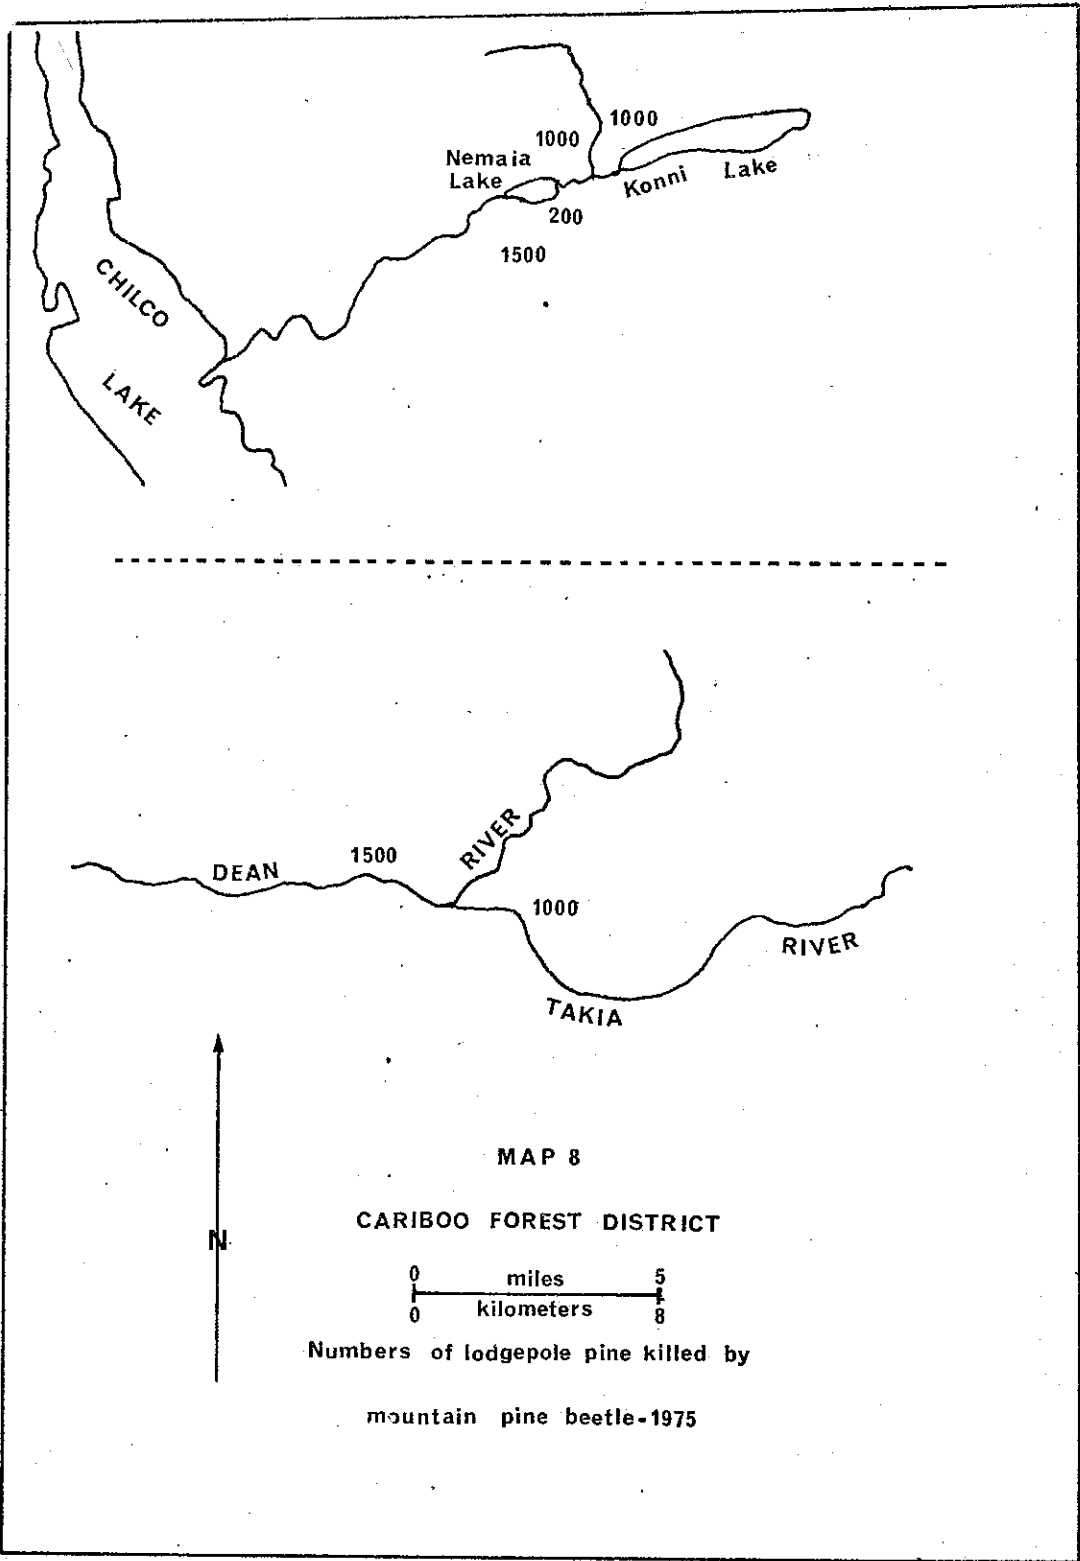 1000
1000
Nemaia
Lake
Konni Lake
200
1500
CHILCO
LAKE
RIVER
1500
DEAN
1000
RIVER
TAKIA
MAP 8
CARIBOO FOREST DISTRICT
N
0 miles 5
0 kilometers 8
Numbers of lodgepole pine killed by
mountain pine beetle-1975